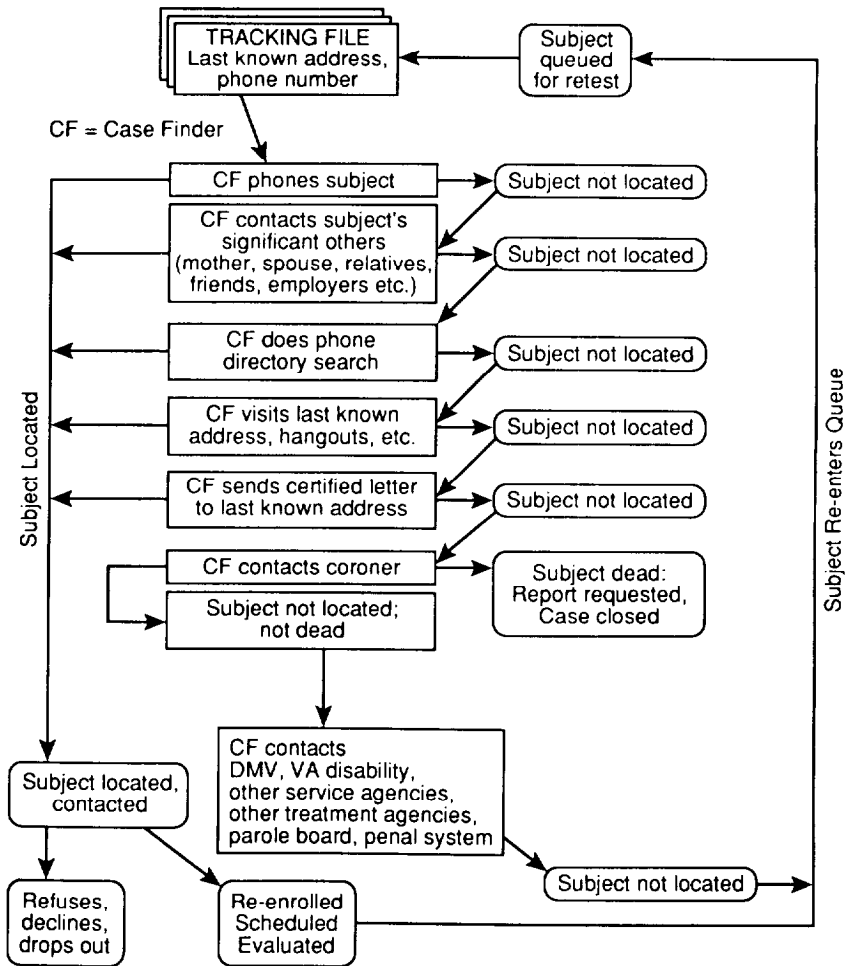 TRACKING FILE
Last known address,
phone number
Subject
queued
for retest
CF = Case Finder
CF phones subject
Subject not located
CF contacts subject's
significant others
(mother, spouse, relatives,
friends, employers etc.)
Subject not located
CF does phone
directory search
Subject not located
CF visits last known
address, hangouts, etc.
Subject not located
CF sends certified letter
to last known address
Subject not located
CF contacts coroner
Subject dead:
Report requested,
Case closed
Subject not located;
not dead
Subject Located
Subject Re-enters Queue
CF contacts
DMV, VA disability,
other service agencies,
other treatment agencies,
parole board, penal system
Subject located,
contacted
Subject not located
Refuses,
declines,
drops out
Re-enrolled
Scheduled
Evaluated